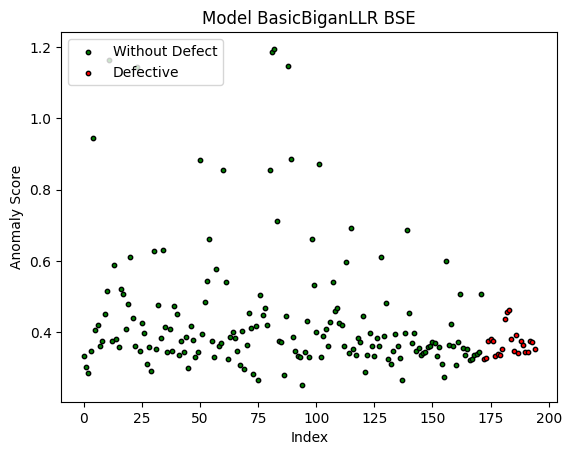 Model BasicBiganLLR BSE
Without Defect
Defective
Anomaly Score
1.2
1.0
0.8
0.6
0.4
0 25 50 75 100 125 150 175 200
Index